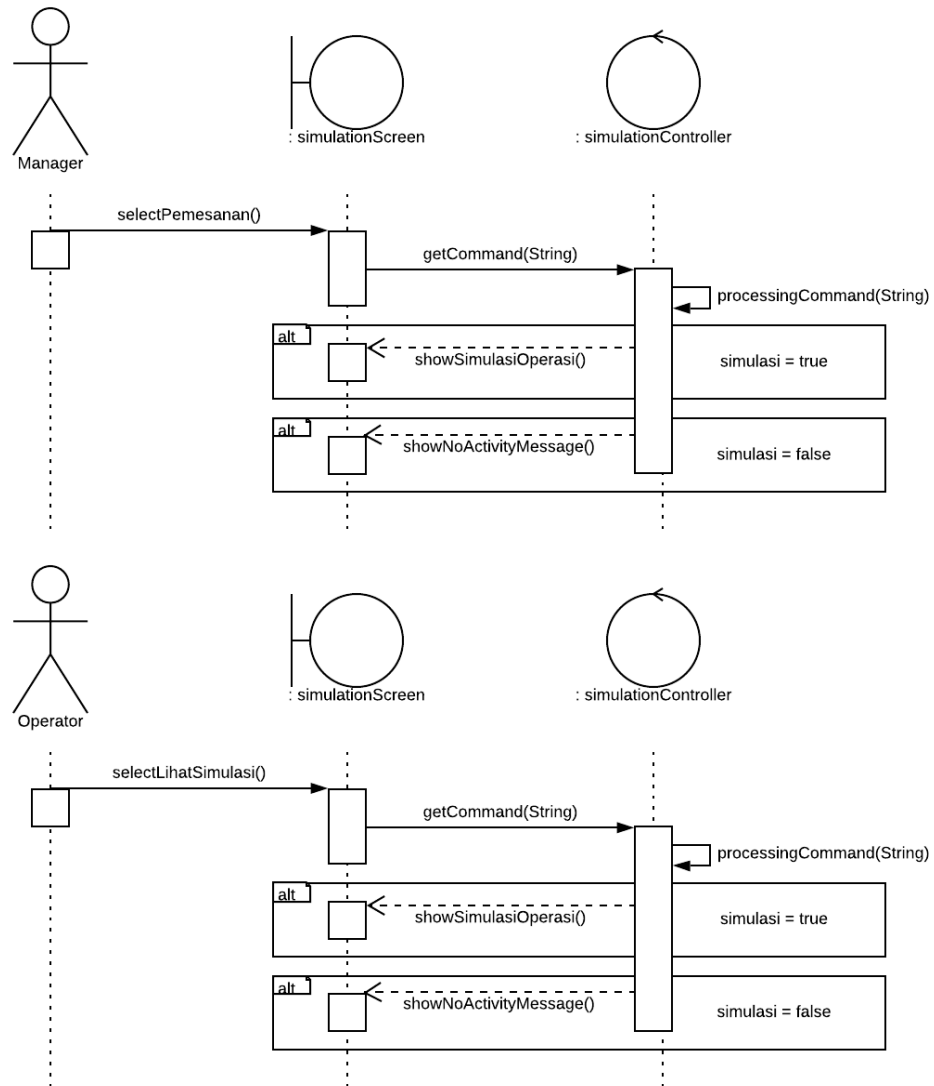 : simulationScreen
: simulationController
Manager
selectPemesanan()
getCommand(String)
processingCommand(String)
alt
showSimulasiOperasi()
simulasi = true
alt
showNoActivityMessage()
simulasi = false
: simulationScreen
: simulationController
Operator
selectLihatSimulasi()
getCommand(String)
processingCommand(String)
alt
showSimulasiOperasi()
simulasi = true
alt
showNoActivityMessage()
simulasi = false